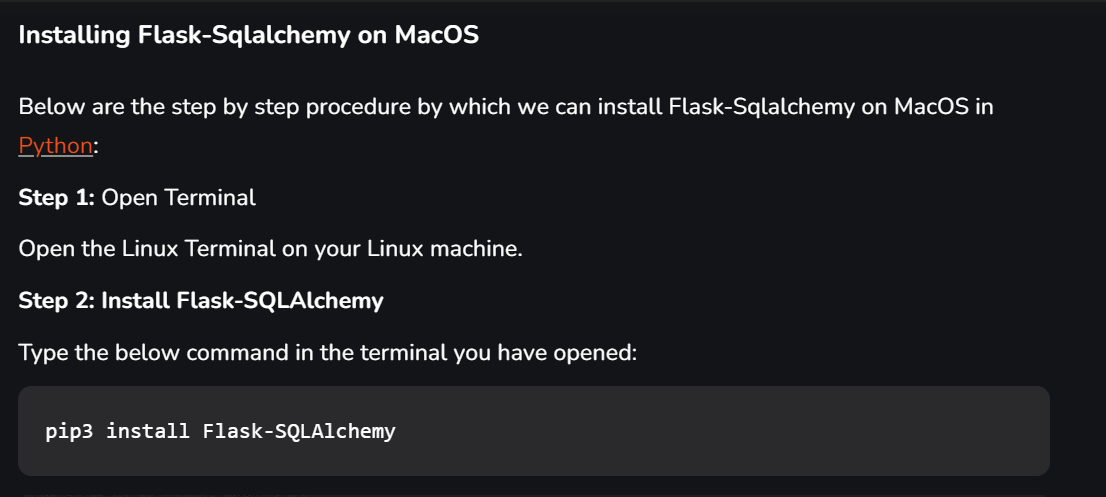 Installing Flask-Sqlalchemy on MacOS
Below are the step by step procedure by which we can install Flask-Sqlalchemy on MacOS in
Python:
Step 1: Open Terminal
Open the Linux Terminal on your Linux machine.
Step 2: Install Flask-SQLAlchemy
Type the below command in the terminal you have opened:
pip3 install Flask-SQLAlchemy